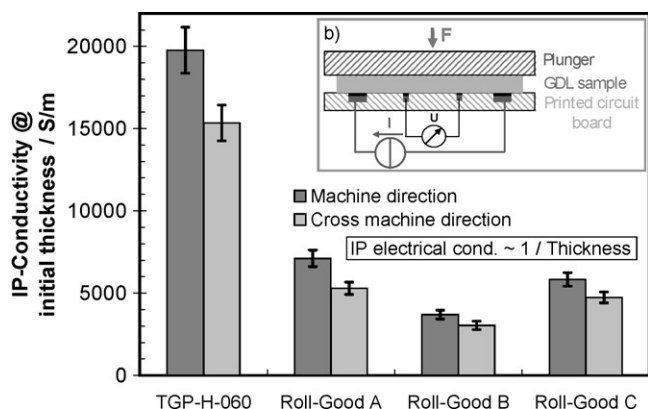 IP-Conductivity @
initial thickness / S/m
20000
15000
10000
5000
0
b)
F
Plunger
GDL sample
Printed circuit
board
I
U
Machine direction
Cross machine direction
IP electrical cond. ~ 1 / Thickness
TGP-H-060
Roll-Good A
Roll-Good B
Roll-Good C